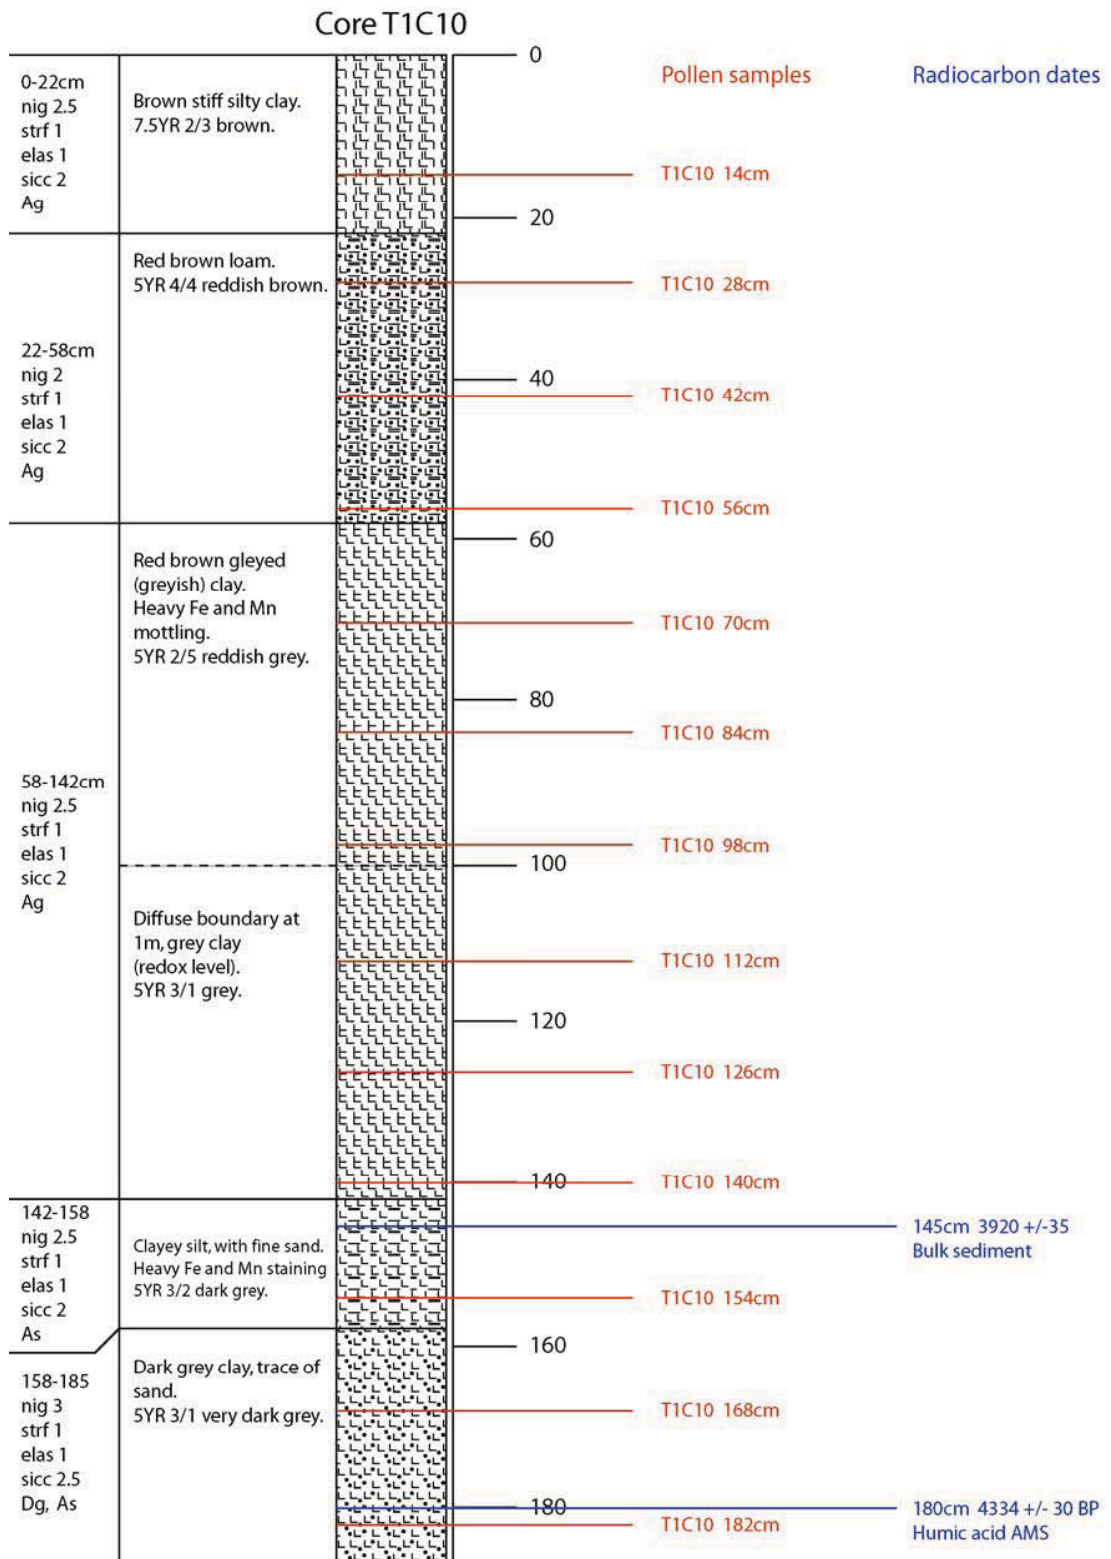 Core T1C10
0-22cm
nig 2.5
strf 1
elas 1
sicc 2
Ag
Brown stiff silty clay.
7.5YR 2/3 brown.
22-58cm
nig 2
strf 1
elas 1
sicc 2
Ag
Red brown loam.
5YR 4/4 reddish brown.
58-142cm
nig 2.5
strf 1
elas 1
sicc 2
Ag
Red brown gleyed
(greyish) clay.
Heavy Fe and Mn
mottling.
5YR 2/5 reddish grey.
Diffuse boundary at
1m, grey clay
(redox level).
5YR 3/1 grey.
142-158
nig 2.5
strf 1
elas 1
sicc 2
As
Clayey silt, with fine sand.
Heavy Fe and Mn staining
5YR 3/2 dark grey.
158-185
nig 3
strf 1
elas 1
sicc 2.5
Dg, As
Dark grey clay, trace of
sand.
5YR 3/1 very dark grey.
0
20
40
60
80
100
120
140
160
180
Pollen samples
T1C10 14cm
T1C10 28cm
T1C10 42cm
T1C10 56cm
T1C10 70cm
T1C10 84cm
T1C10 98cm
T1C10 112cm
T1C10 126cm
T1C10 140cm
T1C10 154cm
T1C10 168cm
T1C10 182cm
Radiocarbon dates
145cm 3920 +/-35
Bulk sediment
180cm 4334 +/- 30 BP
Humic acid AMS